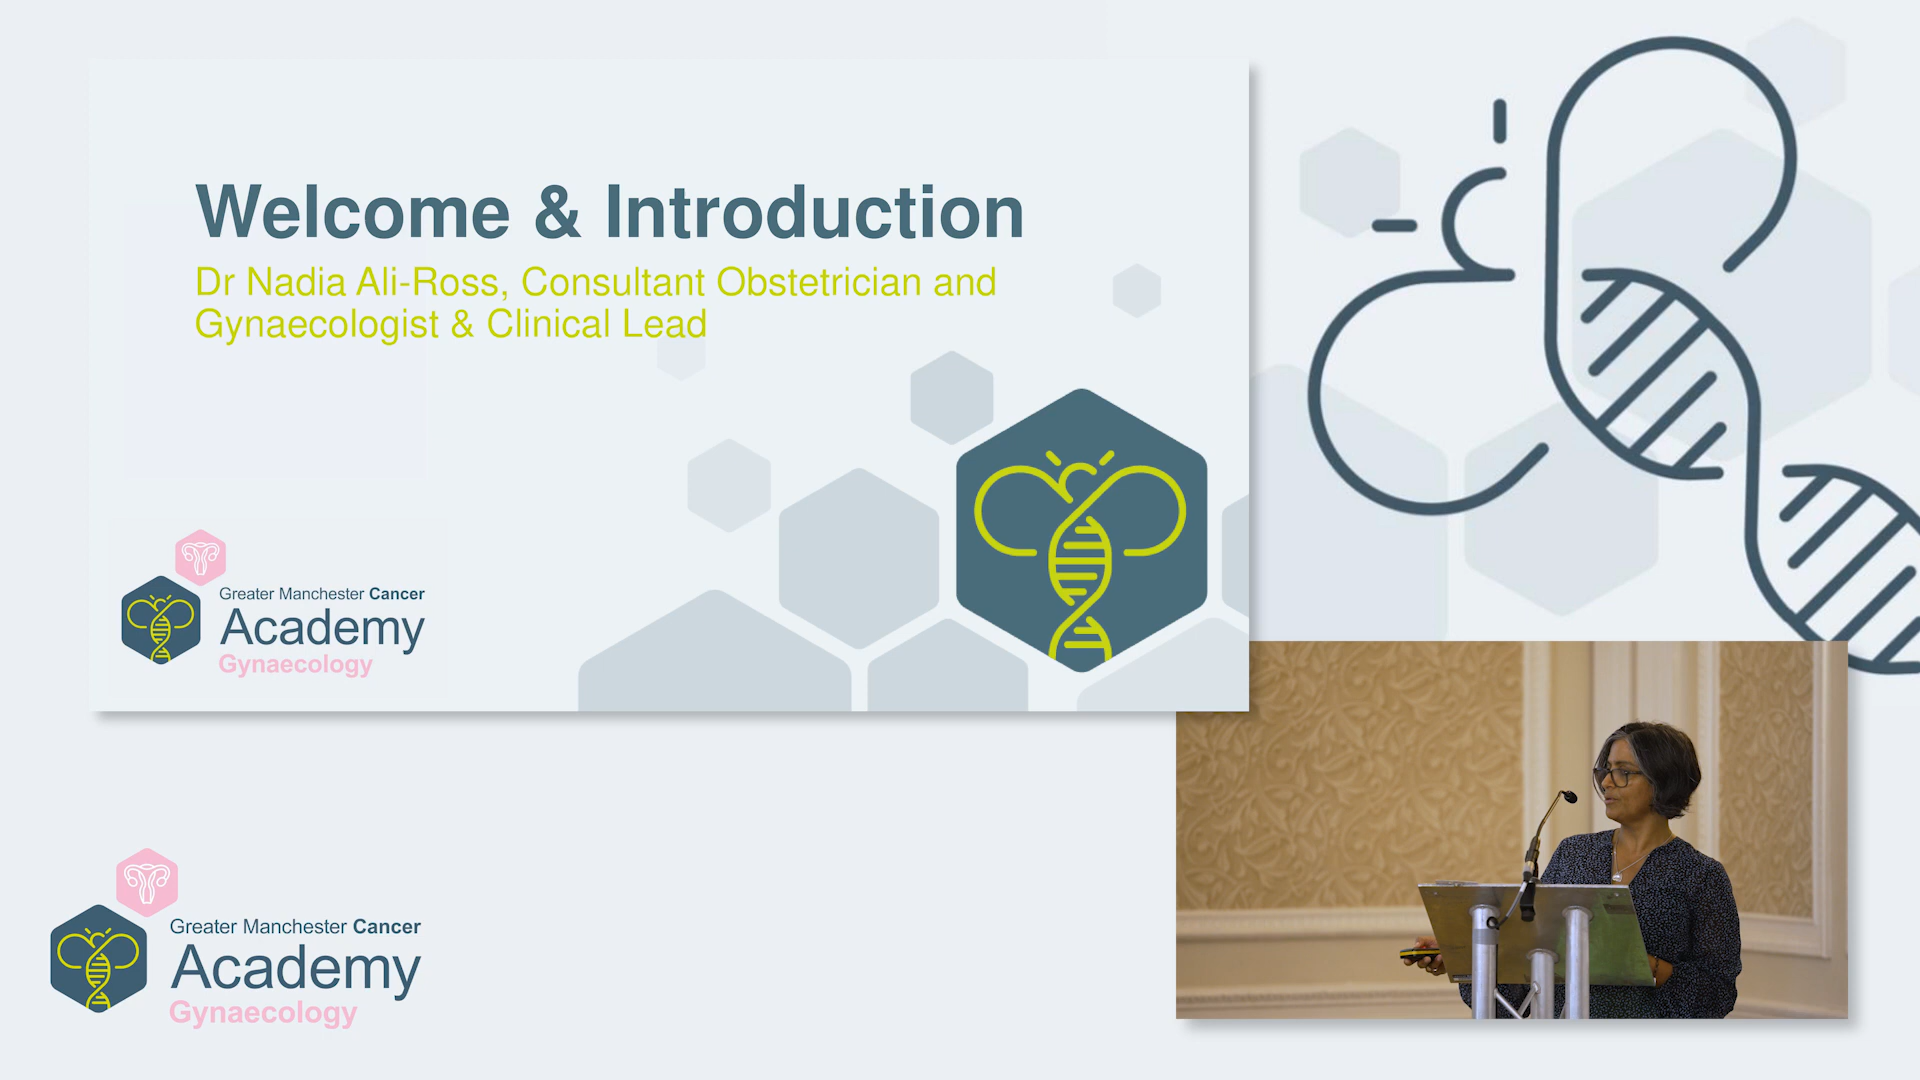 Welcome & Introduction
Dr Nadia Ali-Ross, Consultant Obstetrician and
Gynaecologist & Clinical Lead
Greater Manchester Cancer
Academy
Gynaecology
Greater Manchester Cancer
Academy
Gynaecology